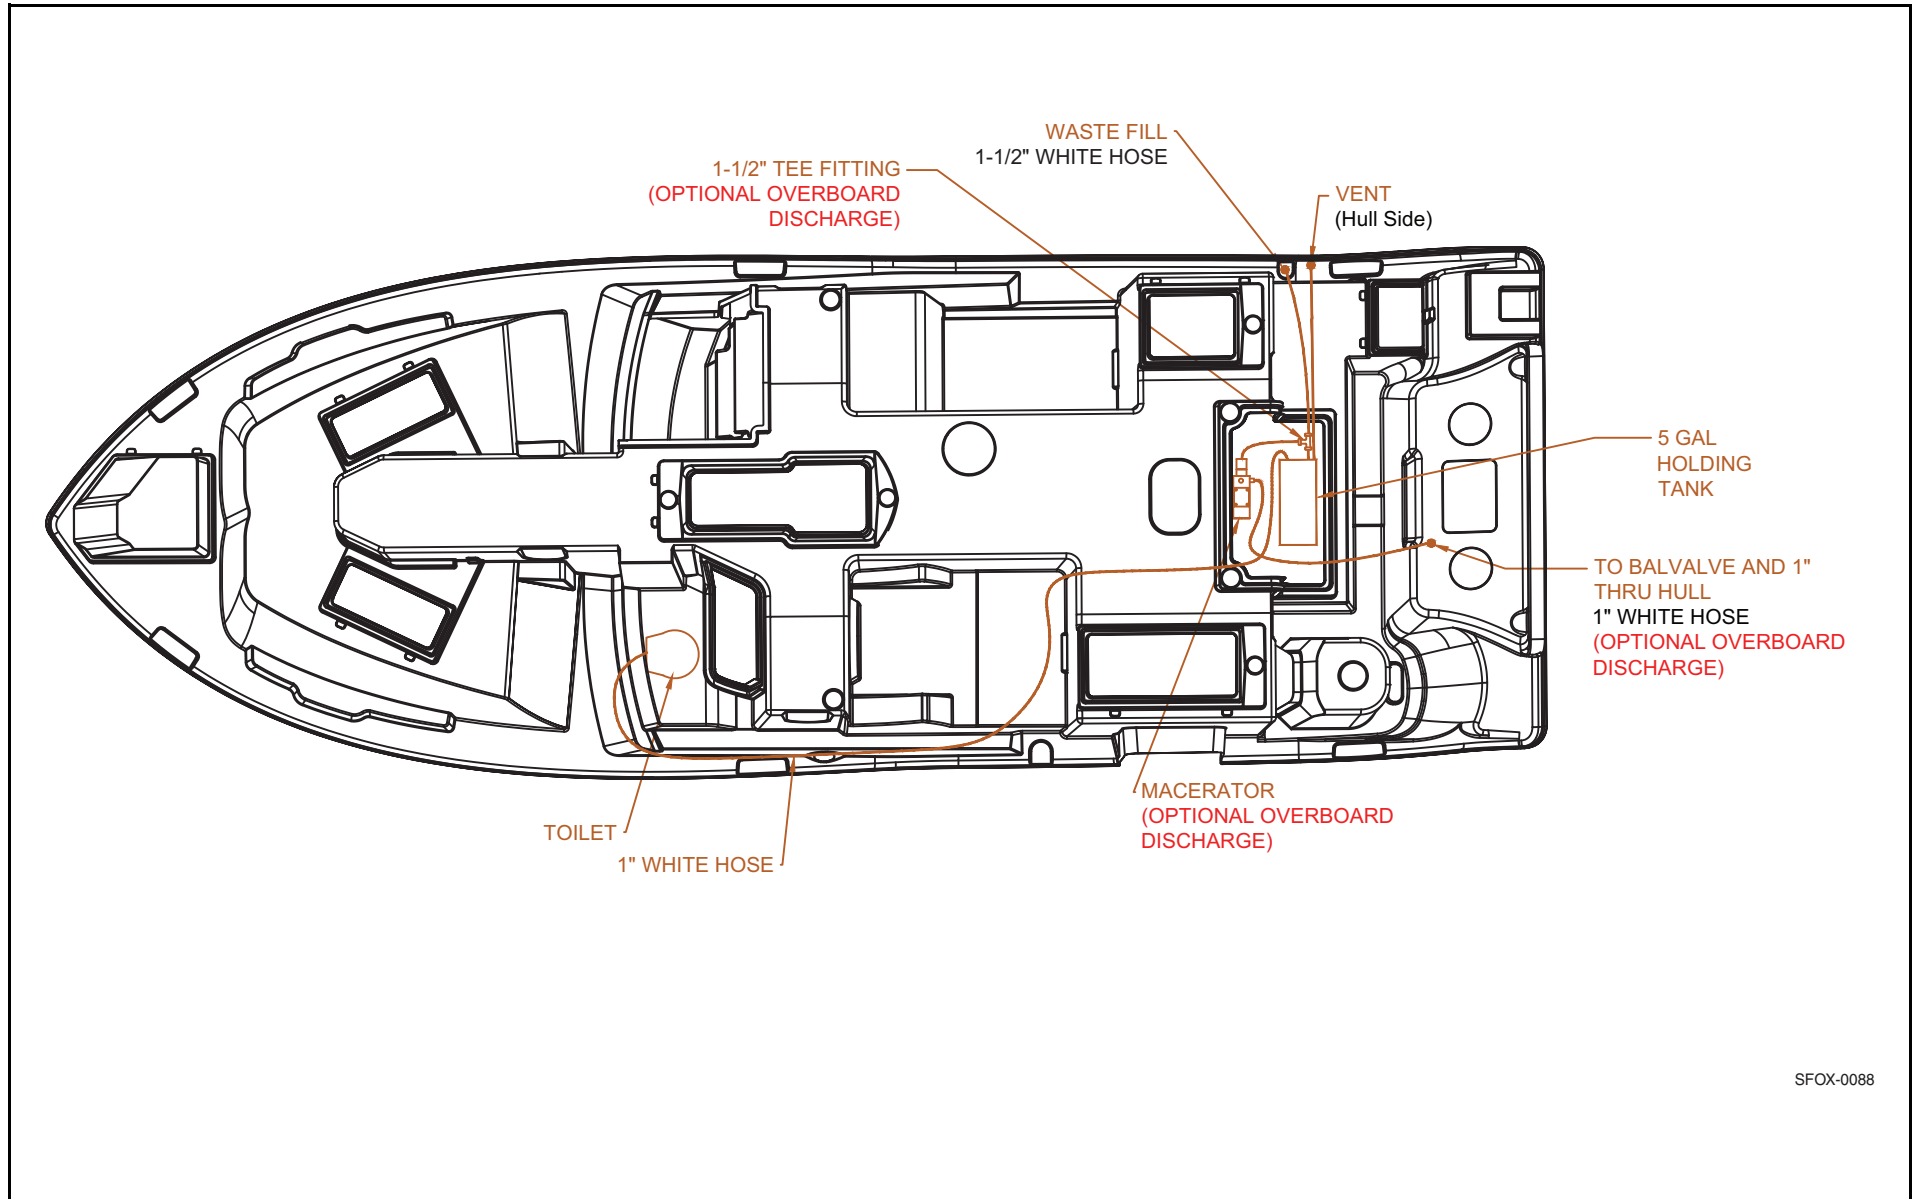 WASTE FILL
1-1/2" WHITE HOSE
1-1/2" TEE FITTING
(OPTIONAL OVERBOARD
DISCHARGE)
VENT
(Hull Side)
5 GAL
HOLDING
TANK
TO BALVALVE AND 1"
THRU HULL
1" WHITE HOSE
(OPTIONAL OVERBOARD
DISCHARGE)
MACERATOR
(OPTIONAL OVERBOARD
DISCHARGE)
TOILET
1" WHITE HOSE
SFOX-0088